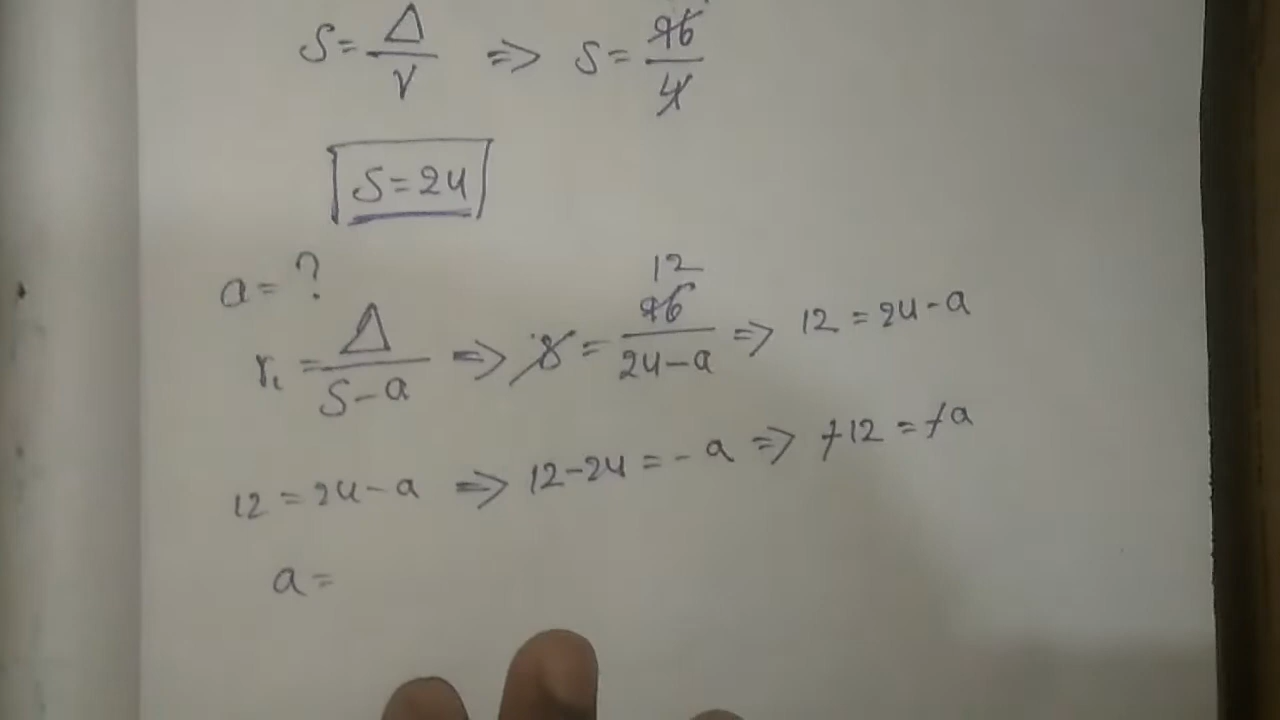 S = Δ/r => S = 96/4
S = 24
a = ?
r₁ = Δ/S-a => 8 = 96/24-a 12 => 12 = 24-a
12 = 24-a => 12-24 = -a => -12 = -a
a =